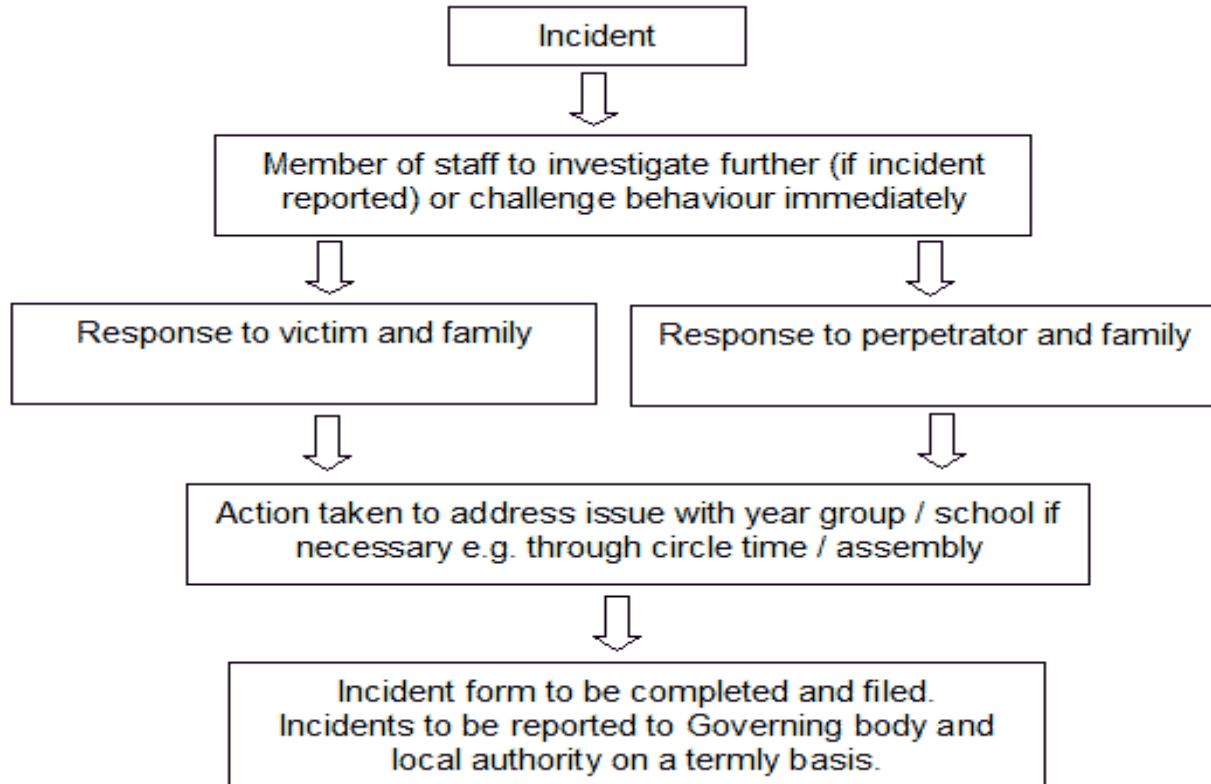 Incident
Member of staff to investigate further (if incident
reported) or challenge behaviour immediately
Response to victim and family
Response to perpetrator and family
Action taken to address issue with year group / school if
necessary e.g. through circle time / assembly
Incident form to be completed and filed.
Incidents to be reported to Governing body and
local authority on a termly basis.